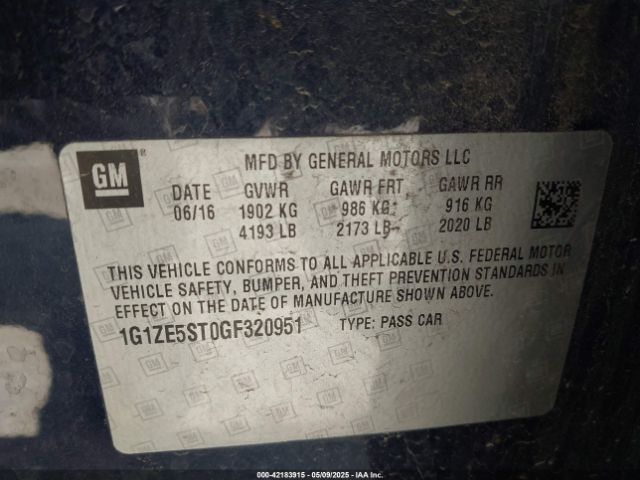 GM ®
MFD BY GENERAL MOTORS LLC
DATE GVWR GAWR FRT GAWR RR
06/16 1902 KG 986 KG 916 KG
4193 LB 2173 LB 2020 LB
THIS VEHICLE CONFORMS TO ALL APPLICABLE U.S. FEDERAL MOTOR
VEHICLE SAFETY, BUMPER, AND THEFT PREVENTION STANDARDS IN
EFFECT ON THE DATE OF MANUFACTURE SHOWN ABOVE.
1G1ZE5ST0GF320951 TYPE: PASS CAR
000-42183915 - 05/09/2025 - IAA Inc.